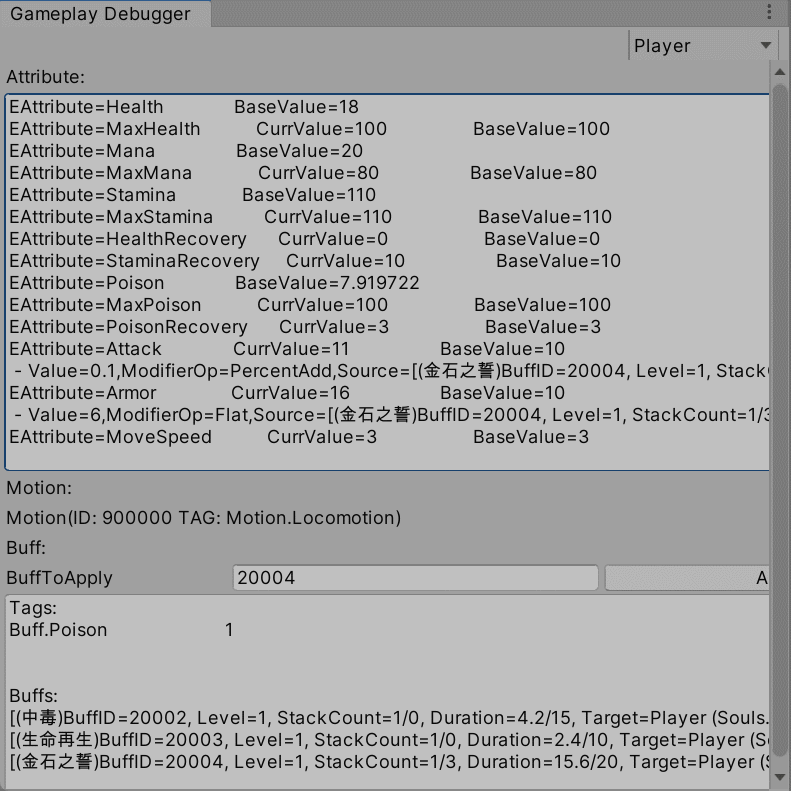 Gameplay Debugger
Player
Attribute:
EAttribute=Health BaseValue=18
EAttribute=MaxHealth CurrValue=100 BaseValue=100
EAttribute=Mana BaseValue=20
EAttribute=MaxMana CurrValue=80 BaseValue=80
EAttribute=Stamina BaseValue=110
EAttribute=MaxStamina CurrValue=110 BaseValue=110
EAttribute=HealthRecovery CurrValue=0 BaseValue=0
EAttribute=StaminaRecovery CurrValue=10 BaseValue=10
EAttribute=Poison BaseValue=7.919722
EAttribute=MaxPoison CurrValue=100 BaseValue=100
EAttribute=PoisonRecovery CurrValue=3 BaseValue=3
EAttribute=Attack CurrValue=11 BaseValue=10
- Value=0.1,ModifierOp=PercentAdd,Source=[(金石之誓)BuffID=20004, Level=1, Stack
EAttribute=Armor CurrValue=16 BaseValue=10
- Value=6,ModifierOp=Flat,Source=[(金石之誓)BuffID=20004, Level=1, StackCount=1/3
EAttribute=MoveSpeed CurrValue=3 BaseValue=3
Motion:
Motion(ID: 900000 TAG: Motion.Locomotion)
Buff:
BuffToApply 20004 A
Tags:
Buff.Poison 1
Buffs:
[(中毒)BuffID=20002, Level=1, StackCount=1/0, Duration=4.2/15, Target=Player (Souls.
[(生命再生)BuffID=20003, Level=1, StackCount=1/0, Duration=2.4/10, Target=Player (So
[(金石之誓)BuffID=20004, Level=1, StackCount=1/3, Duration=15.6/20, Target=Player (S